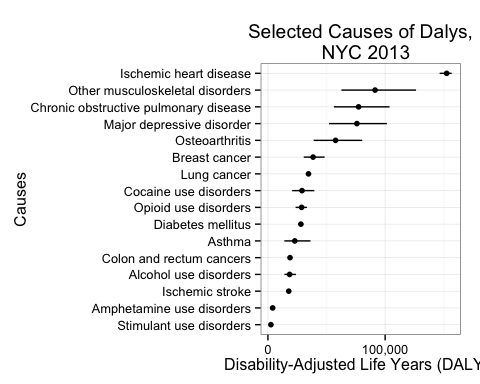 Selected Causes of Dalys,
NYC 2013
Causes
Ischemic heart disease
Other musculoskeletal disorders
Chronic obstructive pulmonary disease
Major depressive disorder
Osteoarthritis
Breast cancer
Lung cancer
Cocaine use disorders
Opioid use disorders
Diabetes mellitus
Asthma
Colon and rectum cancers
Alcohol use disorders
Ischemic stroke
Amphetamine use disorders
Stimulant use disorders
0 100,000
Disability-Adjusted Life Years (DALY